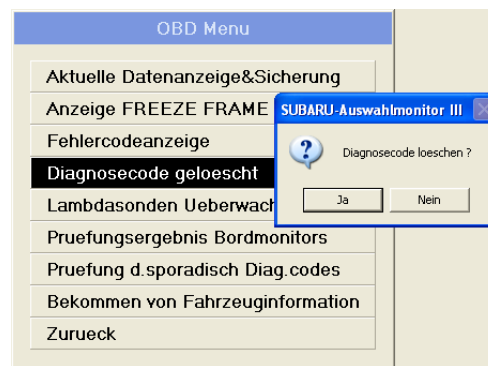 OBD Menu
Aktuelle Datenanzeige&Sicherung
Anzeige FREEZE FRAME
SUBARU-Auswahlmonitor III
Fehlercodeanzeige
Diagnosecode loeschen ?
Diagnosecode geloescht
Ja
Nein
Lambdasonden
Pruefungsergebnis Bordmonitors
Pruefung d.sporadisch Diag.codes
Bekommen von Fahrzeuginformation
Zurueck